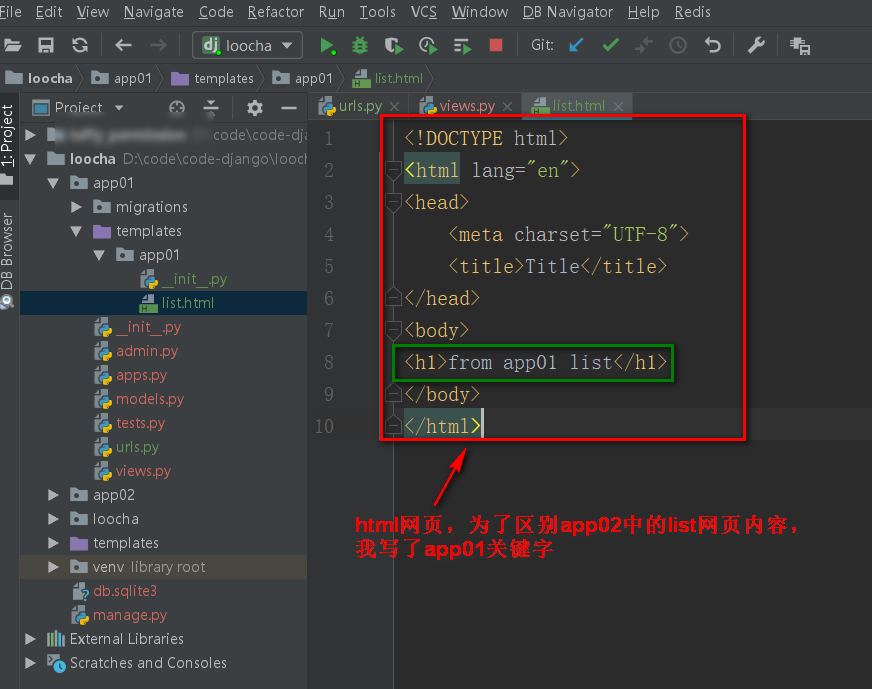 File Edit View Navigate Code Refactor Run Tools VCS Window DB Navigator Help Redis
dj loocha Git:
loocha app01 templates app01 list.html
Project urls.py views.py list.html
1: Project
DB Browser
code\code-dja
loocha D:\code\code-django\looch
app01
migrations
templates
app01
__init__.py
list.html
__init__.py
admin.py
apps.py
models.py
tests.py
urls.py
views.py
app02
loocha
templates
venv library root
db.sqlite3
manage.py
External Libraries
Scratches and Consoles
1 <!DOCTYPE html>
2 <html lang="en">
3 <head>
4 <meta charset="UTF-8">
5 <title>Title</title>
6 </head>
7 <body>
8 <h1>from app01 list</h1>
9 </body>
10 </html>
html网页，为了区别app02中的list网页内容，
我写了app01关键字